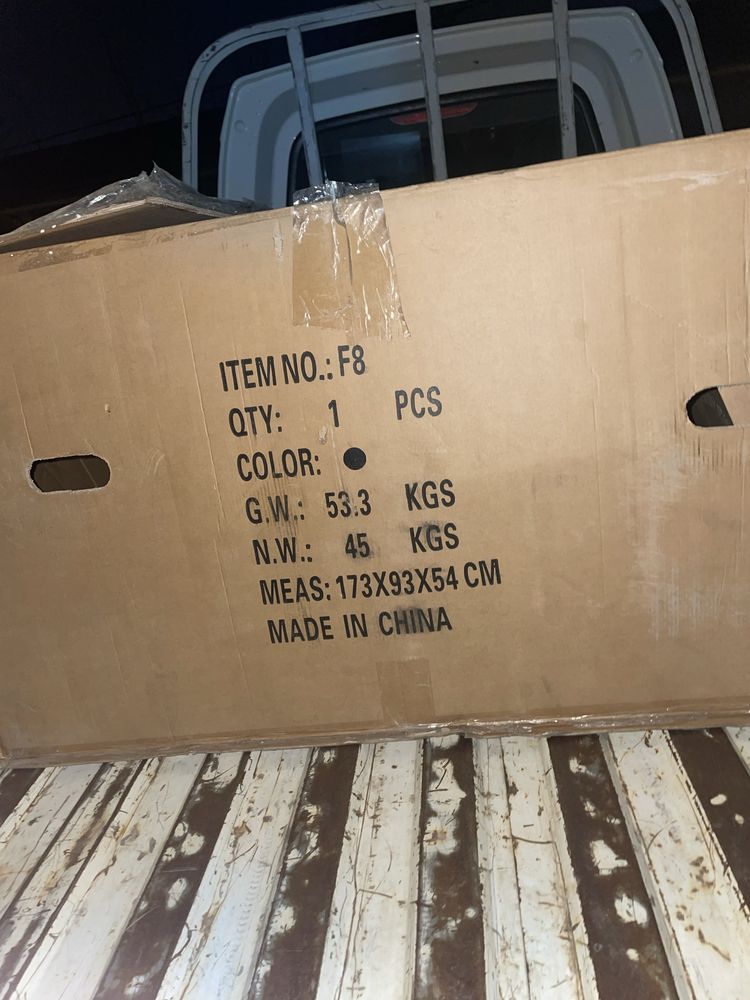 ITEM NO.: F8
QTY: 1 PCS
COLOR: ●
G.W.: 53.3 KGS
N.W.: 45 KGS
MEAS: 173X93X54 CM
MADE IN CHINA